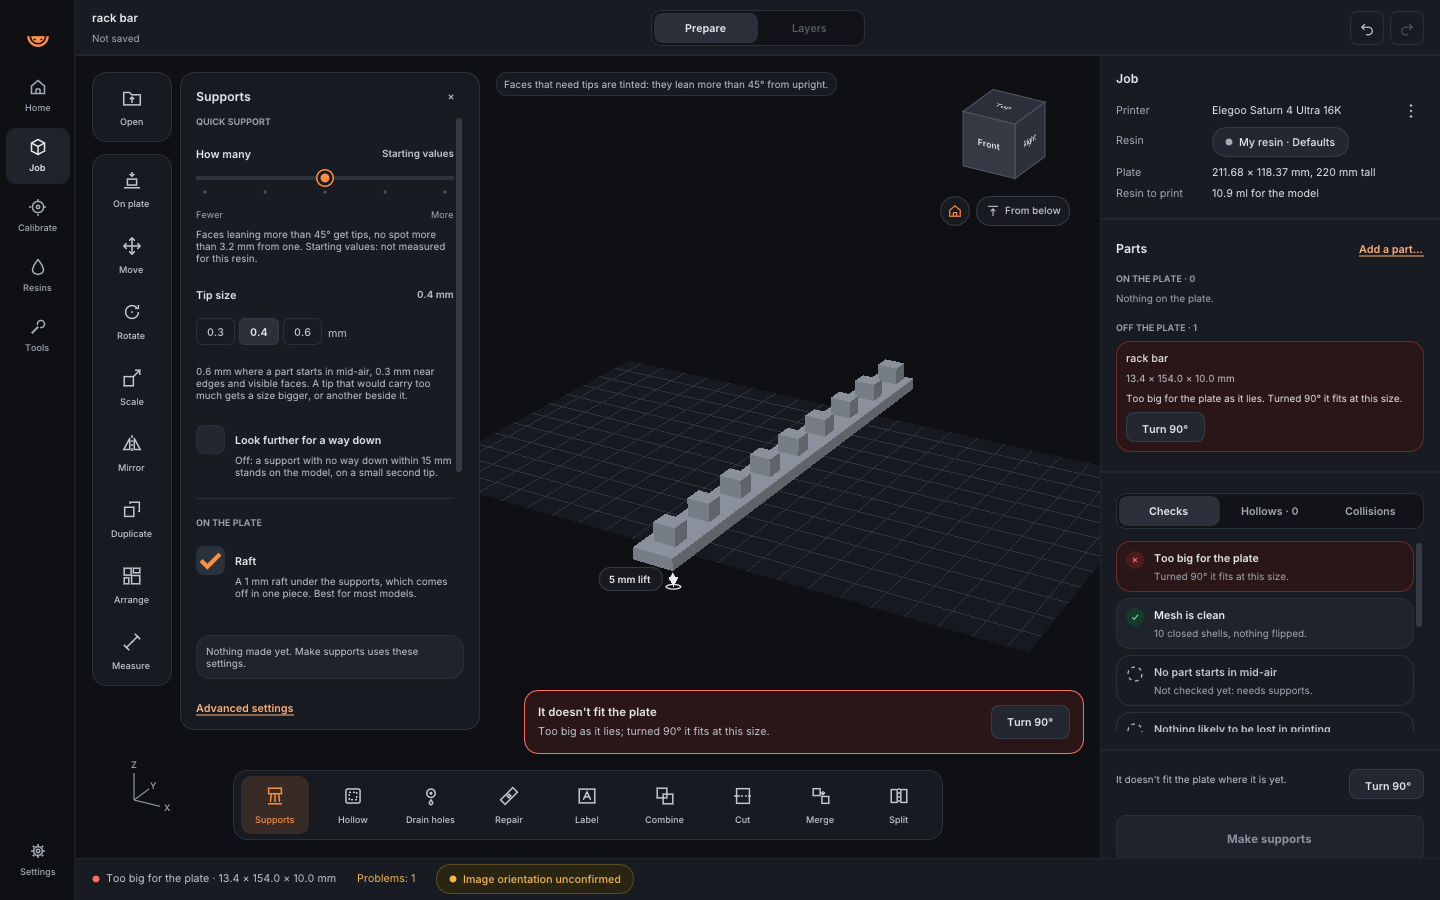 rack bar
Not saved
Prepare
Layers
Home
Job
Calibrate
Resins
Tools
Settings
Open
On plate
Move
Rotate
Scale
Mirror
Duplicate
Arrange
Measure
Supports
×
QUICK SUPPORT
How many
Starting values
Fewer
More
Faces leaning more than 45° get tips, no spot more
than 3.2 mm from one. Starting values: not measured
for this resin.
Tip size
0.4 mm
0.3
0.4
0.6
mm
0.6 mm where a part starts in mid-air, 0.3 mm near
edges and visible faces. A tip that would carry too
much gets a size bigger, or another beside it.
Look further for a way down
Off: a support with no way down within 15 mm
stands on the model, on a small second tip.
ON THE PLATE
Raft
A 1 mm raft under the supports, which comes
off in one piece. Best for most models.
Nothing made yet. Make supports uses these
settings.
Advanced settings
Faces that need tips are tinted: they lean more than 45° from upright.
Top
Front
Right
From below
5 mm lift
It doesn't fit the plate
Too big as it lies; turned 90° it fits at this size.
Turn 90°
Z
Y
X
Supports
Hollow
Drain holes
Repair
Label
Combine
Cut
Merge
Split
Job
Printer
Elegoo Saturn 4 Ultra 16K
Resin
My resin · Defaults
Plate
211.68 × 118.37 mm, 220 mm tall
Resin to print
10.9 ml for the model
Parts
Add a part...
ON THE PLATE · 0
Nothing on the plate.
OFF THE PLATE · 1
rack bar
13.4 × 154.0 × 10.0 mm
Too big for the plate as it lies. Turned 90° it fits at this size.
Turn 90°
Checks
Hollows · 0
Collisions
Too big for the plate
Turned 90° it fits at this size.
Mesh is clean
10 closed shells, nothing flipped.
No part starts in mid-air
Not checked yet: needs supports.
Nothing likely to be lost in printing
It doesn't fit the plate where it is yet.
Turn 90°
Make supports
Too big for the plate · 13.4 × 154.0 × 10.0 mm
Problems: 1
Image orientation unconfirmed